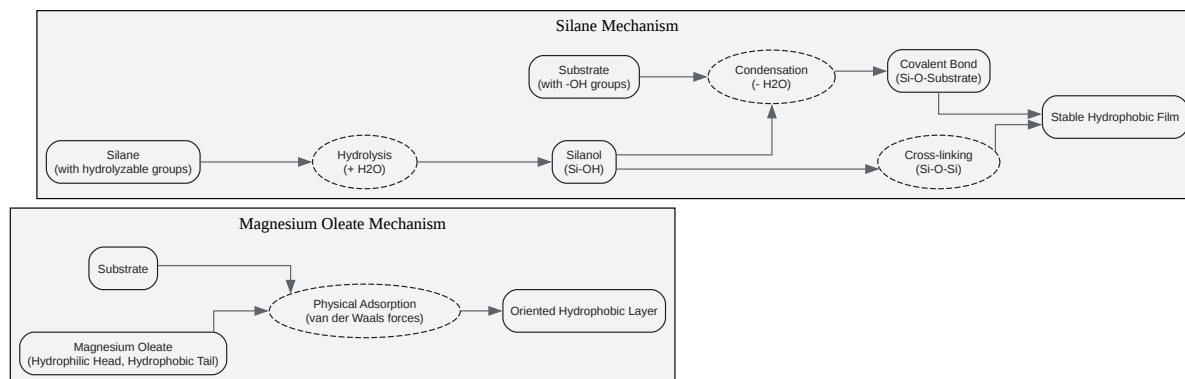 Silane Mechanism
Substrate
(with -OH groups)
Condensation
(- H2O)
Covalent Bond
(Si-O-Substrate)
Stable Hydrophobic Film
Silane
(with hydrolyzable groups)
Hydrolysis
(+ H2O)
Silanol
(Si-OH)
Cross-linking
(Si-O-Si)
Magnesium Oleate Mechanism
Substrate
Physical Adsorption
(van der Waals forces)
Oriented Hydrophobic Layer
Magnesium Oleate
(Hydrophilic Head, Hydrophobic Tail)